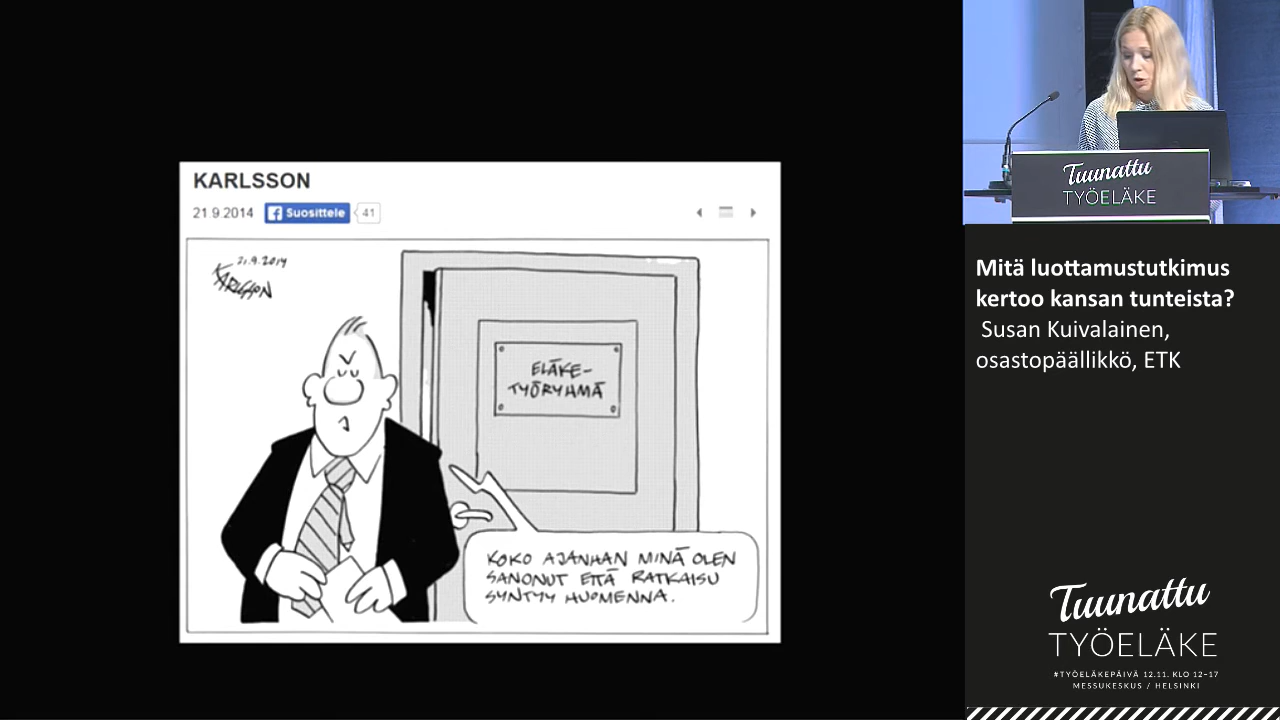 KARLSSON
21.9.2014 Suosittele 41
21.9.2014
KARLSSON
ELÄKE-
TYÖRYHMÄ
KOKO AJANHAN MINÄ OLEN
SANONUT ETTÄ RATKAISU
SYNTYY HUOMENNA.
Tuunattu
TYÖELÄKE
Mitä luottamustutkimus
kertoo kansan tunteista?
Susan Kuivalainen,
osastopäällikkö, ETK
Tuunattu
TYÖELÄKE
#TYÖELÄKEPÄIVÄ 12.11. KLO 12–17
MESSUKESKUS / HELSINKI